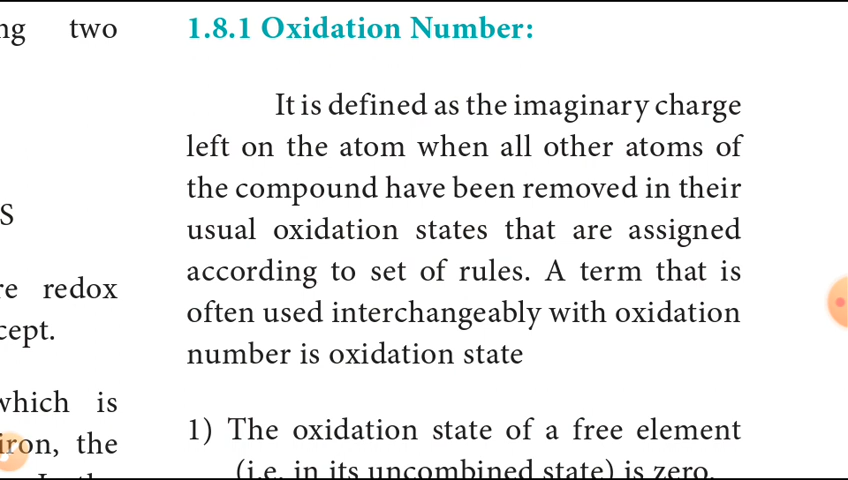 ng two
S
re redox
cept.
which is
iron, the
1.8.1 Oxidation Number:
It is defined as the imaginary charge
left on the atom when all other atoms of
the compound have been removed in their
usual oxidation states that are assigned
according to set of rules. A term that is
often used interchangeably with oxidation
number is oxidation state
1) The oxidation state of a free element
(i.e. in its uncombined state) is zero.